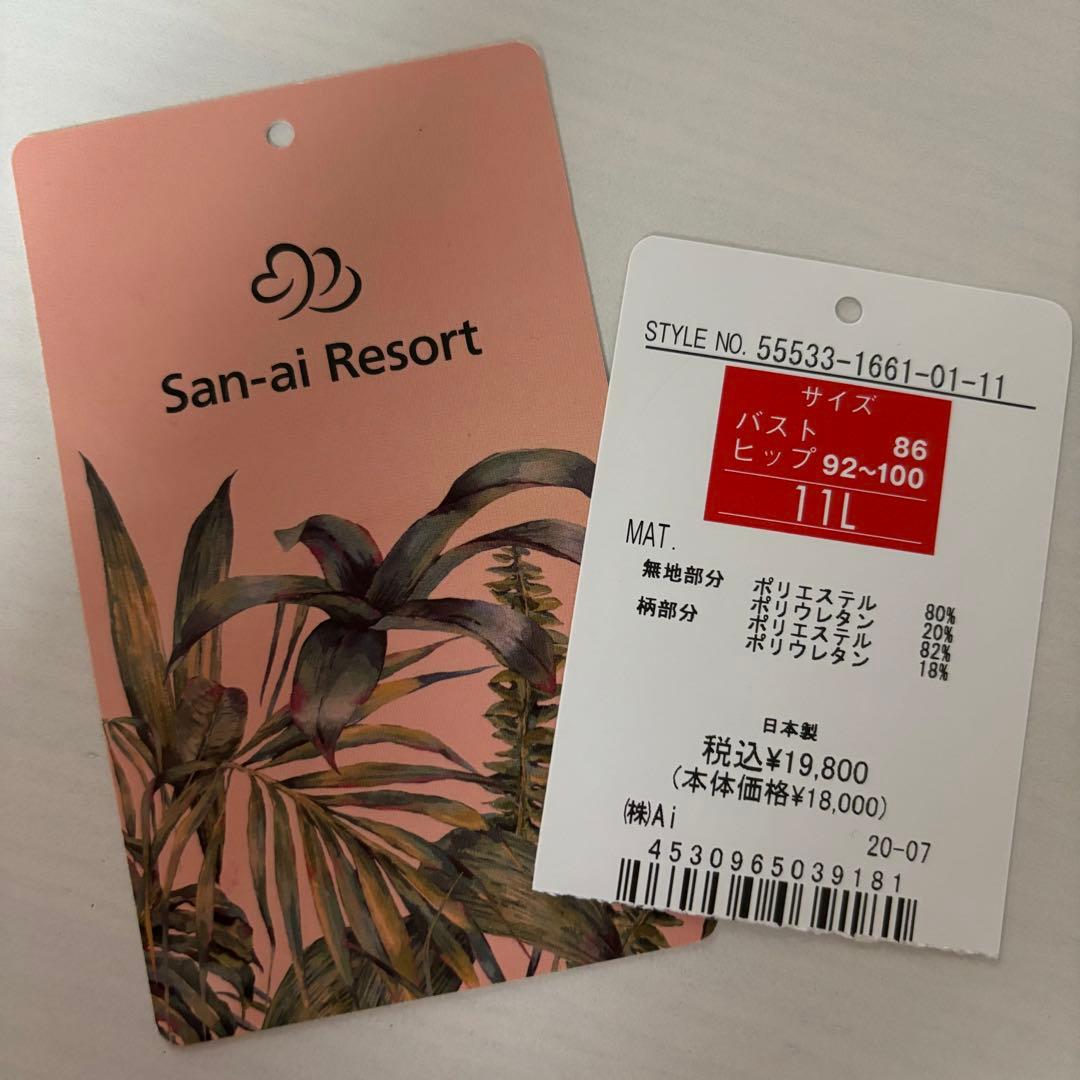 San-ai Resort
STYLE NO. 55533-1661-01-11
サイズ
バスト 86
ヒップ 92~100
11L
MAT.
無地部分 ポリエステル 80%
ポリウレタン 20%
柄部分 ポリエステル 82%
ポリウレタン 18%
日本製
税込¥19,800
(本体価格¥18,000)
㈱Ai 20-07
4530965039181